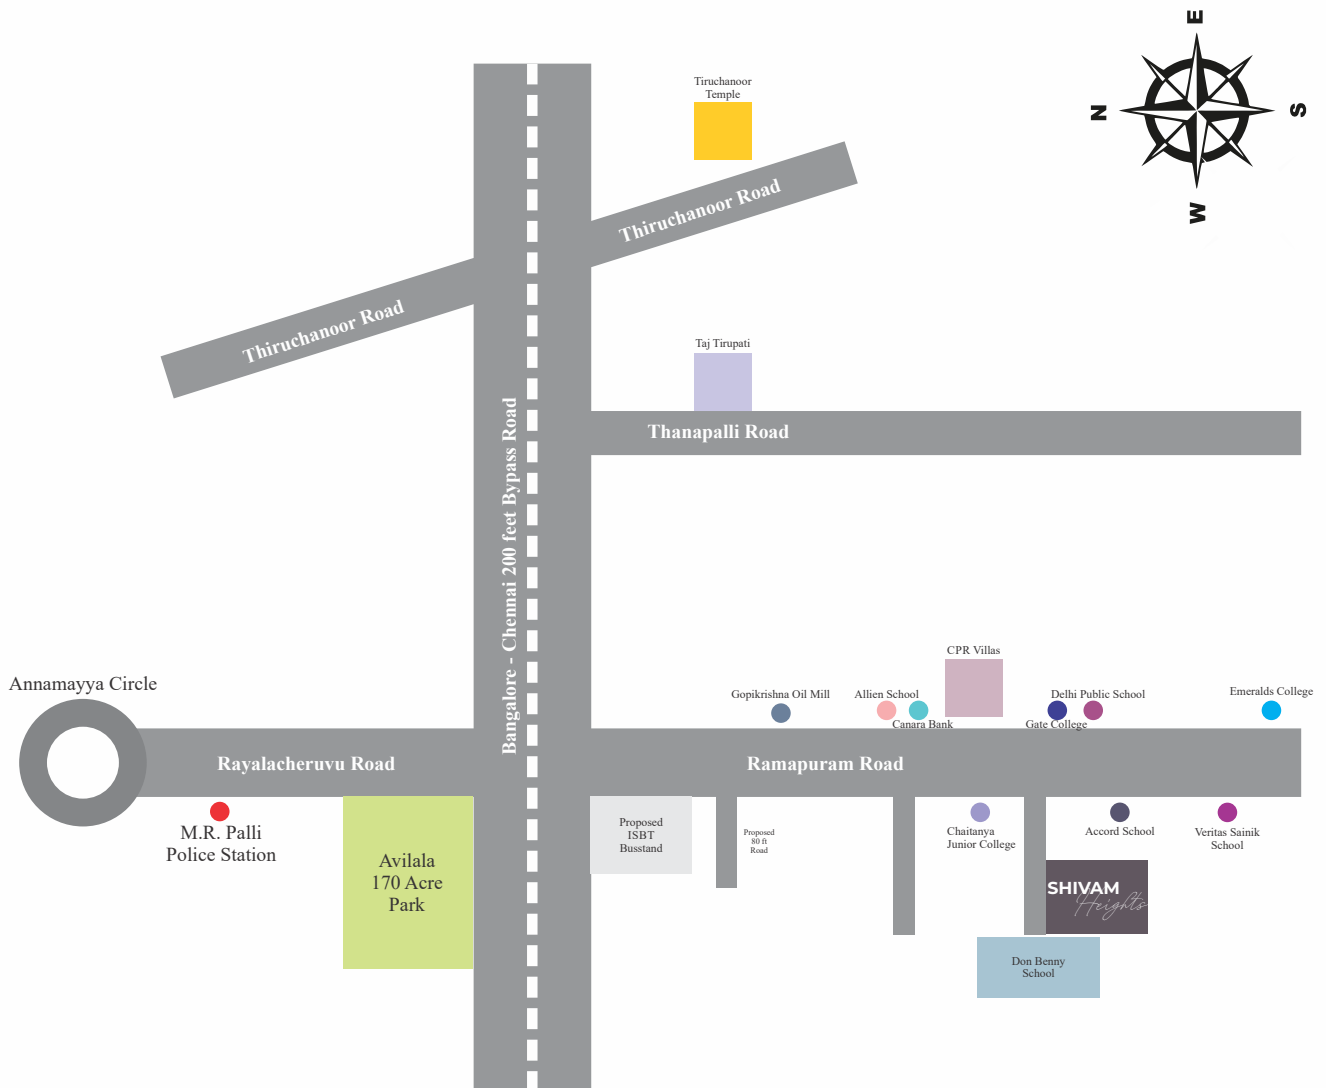 E
N
S
W
Tiruchanoor
Temple
Thiruchanoor Road
Thiruchanoor Road
Taj Tirupati
Thanapalli Road
Bangalore - Chennai 200 feet Bypass Road
CPR Villas
Annamayya Circle
Gopikrishna Oil Mill
Allien School
Canara Bank
Delhi Public School
Gate College
Emeralds College
Rayalacheruvu Road
Ramapuram Road
M.R. Palli
Police Station
Avilala
170 Acre
Park
Proposed
ISBT
Busstand
Proposed
80 ft
Road
Chaitanya
Junior College
Accord School
Veritas Sainik
School
SHIVAM
Heights
Don Benny
School